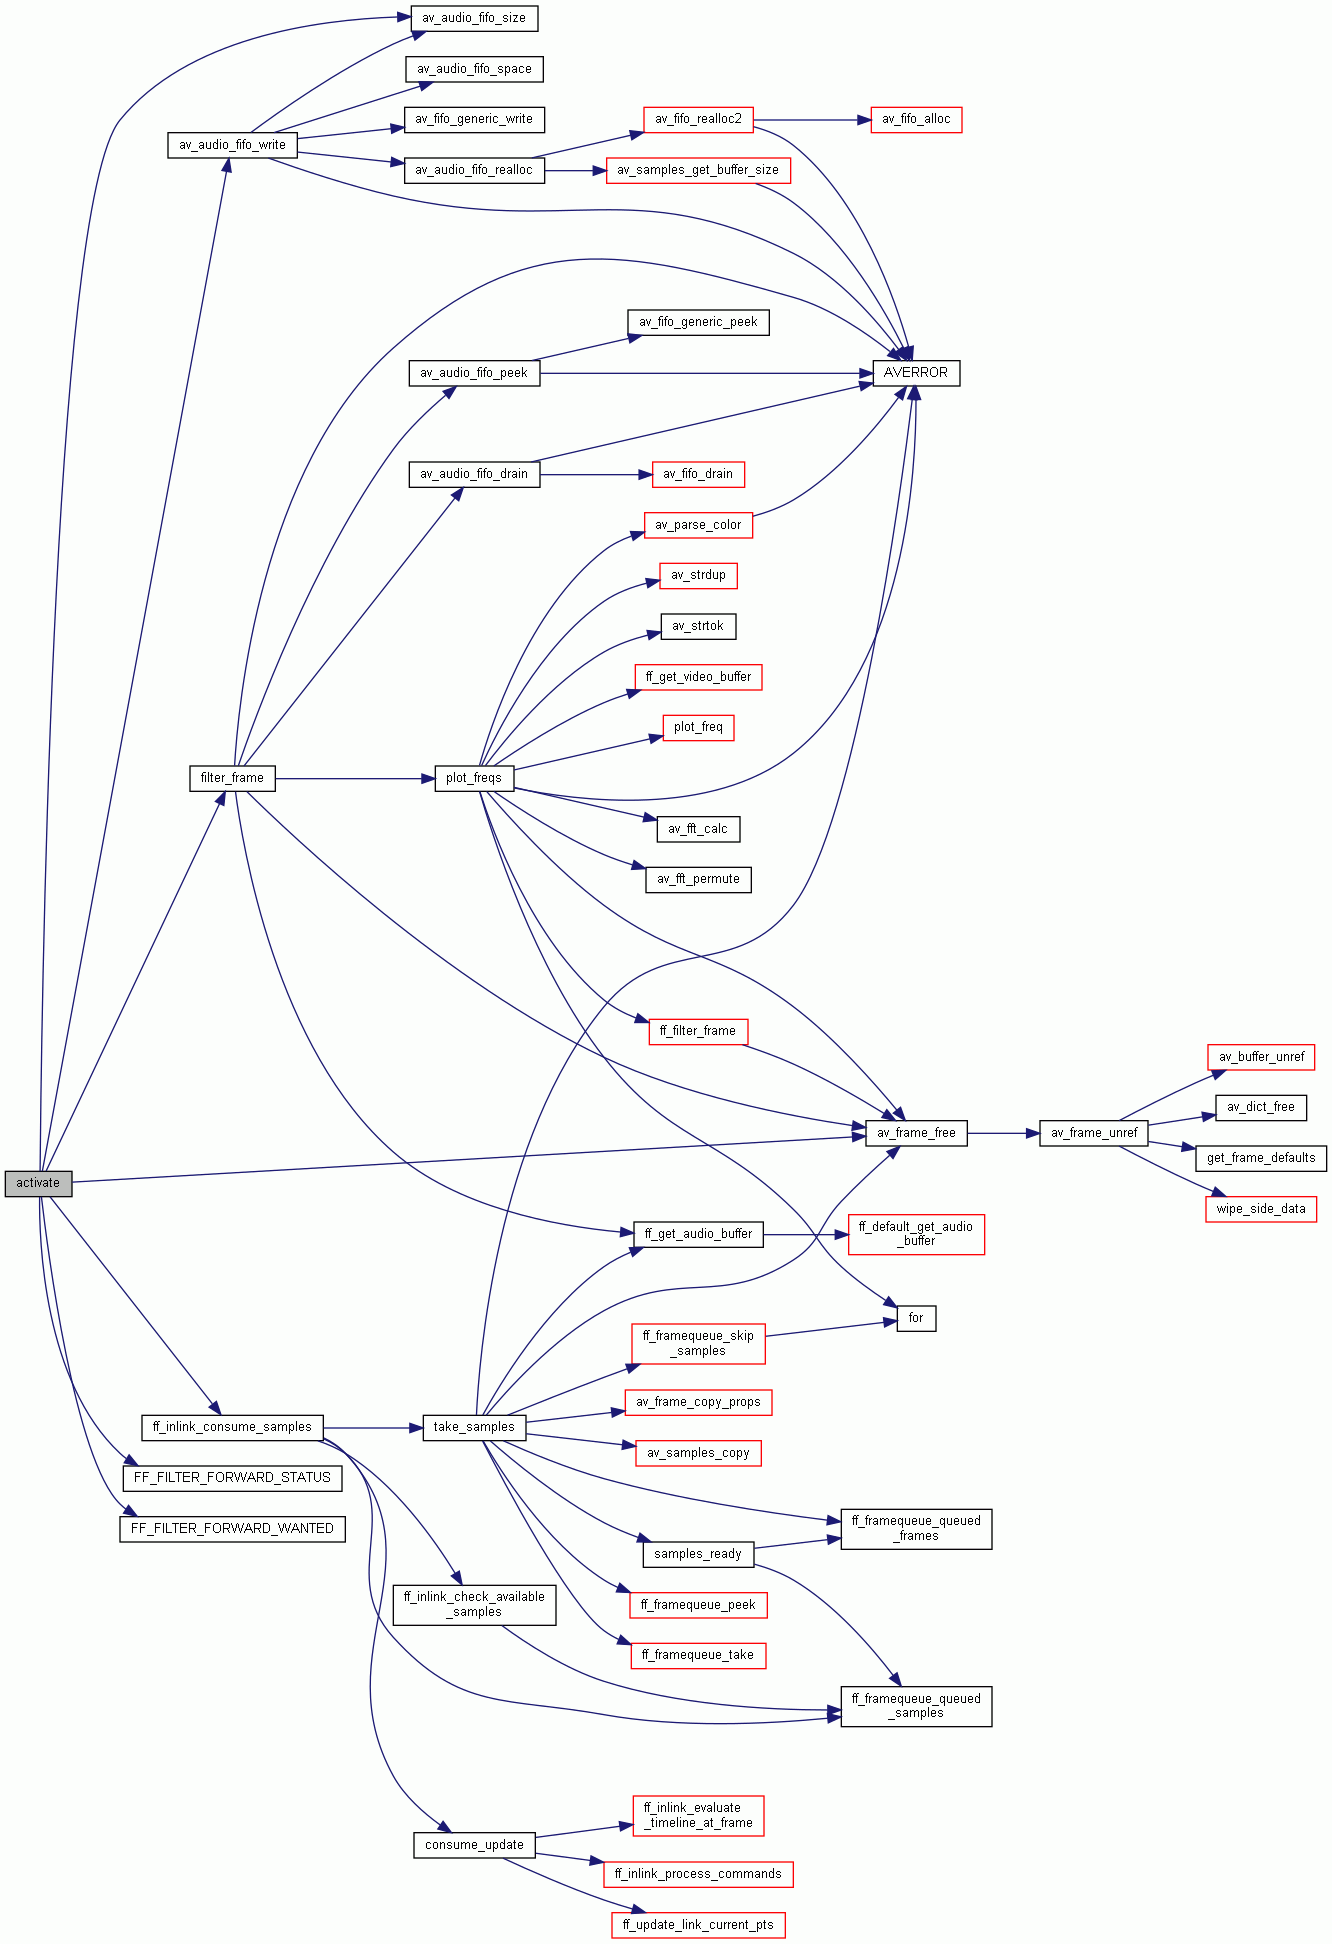 av_audio_fifo_size
av_audio_fifo_space
av_fifo_generic_write
av_fifo_realloc2
av_fifo_alloc
av_audio_fifo_write
av_audio_fifo_realloc
av_samples_get_buffer_size
av_fifo_generic_peek
av_audio_fifo_peek
AVERROR
av_audio_fifo_drain
av_fifo_drain
av_parse_color
av_strdup
av_strtok
ff_get_video_buffer
plot_freq
filter_frame
plot_freqs
av_fft_calc
av_fft_permute
ff_filter_frame
av_buffer_unref
av_dict_free
av_frame_free
av_frame_unref
get_frame_defaults
activate
wipe_side_data
ff_get_audio_buffer
ff_default_get_audio
_buffer
for
ff_framequeue_skip
_samples
av_frame_copy_props
ff_inlink_consume_samples
take_samples
av_samples_copy
FF_FILTER_FORWARD_STATUS
FF_FILTER_FORWARD_WANTED
ff_framequeue_queued
_frames
samples_ready
ff_inlink_check_available
_samples
ff_framequeue_peek
ff_framequeue_take
ff_framequeue_queued
_samples
ff_inlink_evaluate
_timeline_at_frame
consume_update
ff_inlink_process_commands
ff_update_link_current_pts